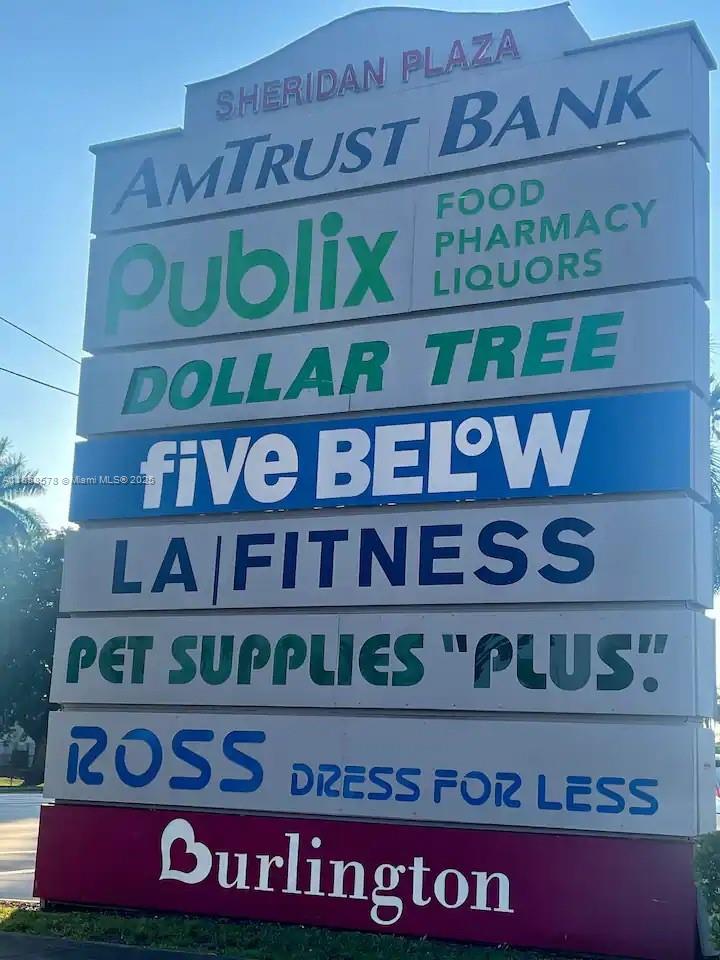 SHERIDAN PLAZA
AMTRUST BANK
Publix
FOOD
PHARMACY
LIQUORS
DOLLAR TREE
five BELOW
LA|FITNESS
PET SUPPLIES "PLUS".
ROSS DRESS FOR LESS
Burlington